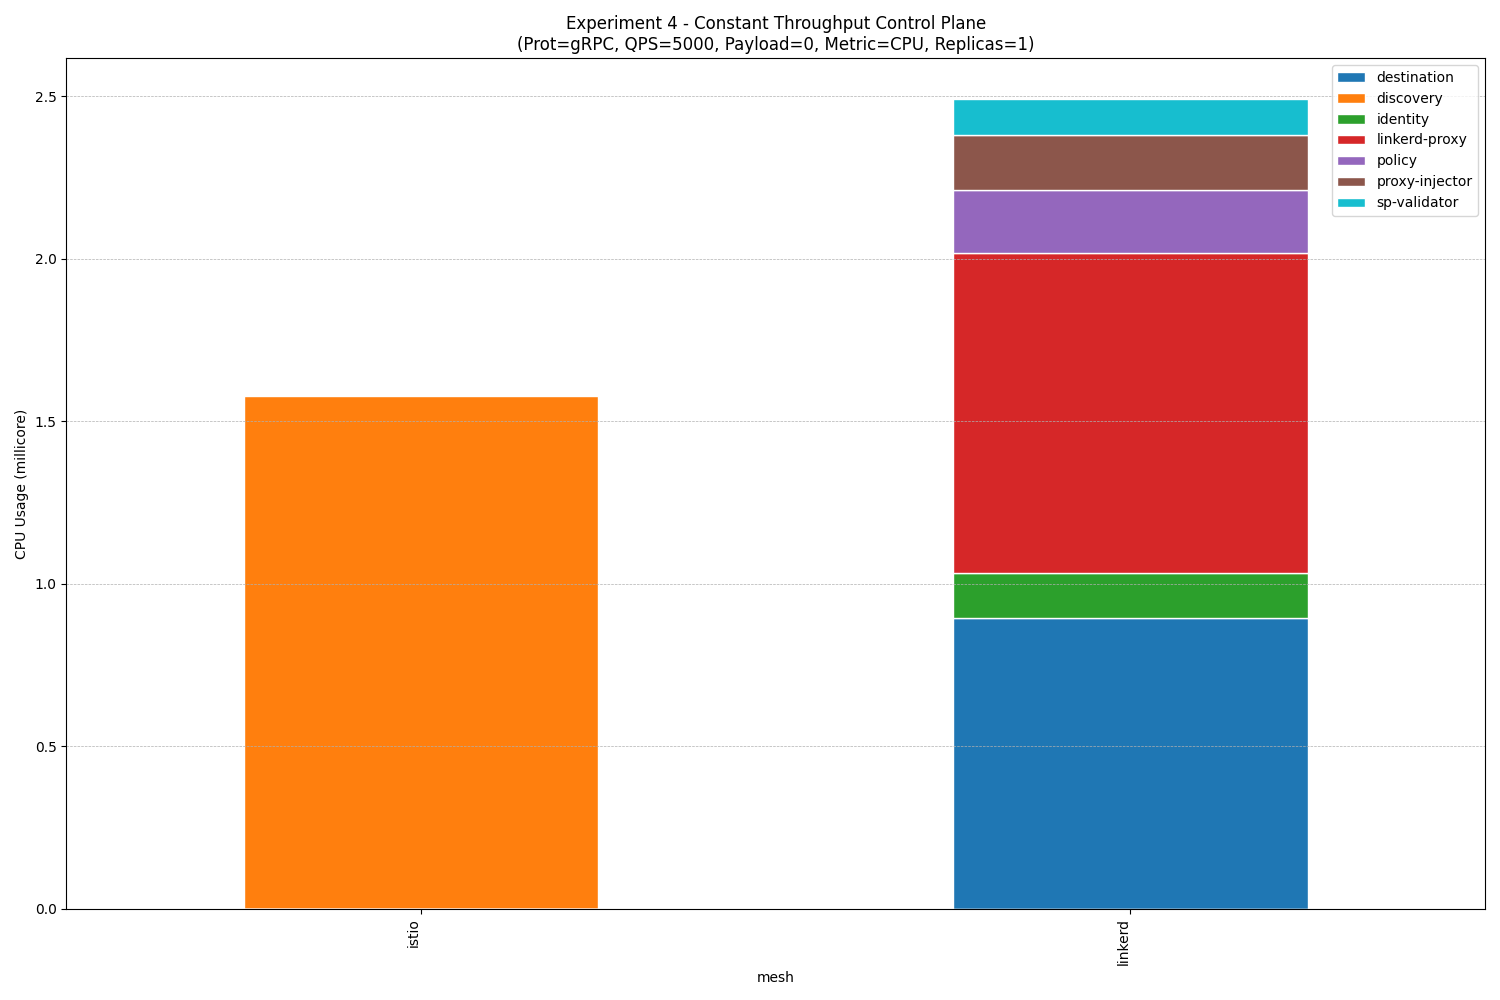 Experiment 4 - Constant Throughput Control Plane
(Prot=gRPC, QPS=5000, Payload=0, Metric=CPU, Replicas=1)
destination
discovery
identity
linkerd-proxy
policy
proxy-injector
sp-validator
CPU Usage (millicore)
2.5
2.0
1.5
1.0
0.5
0.0
istio
linkerd
mesh